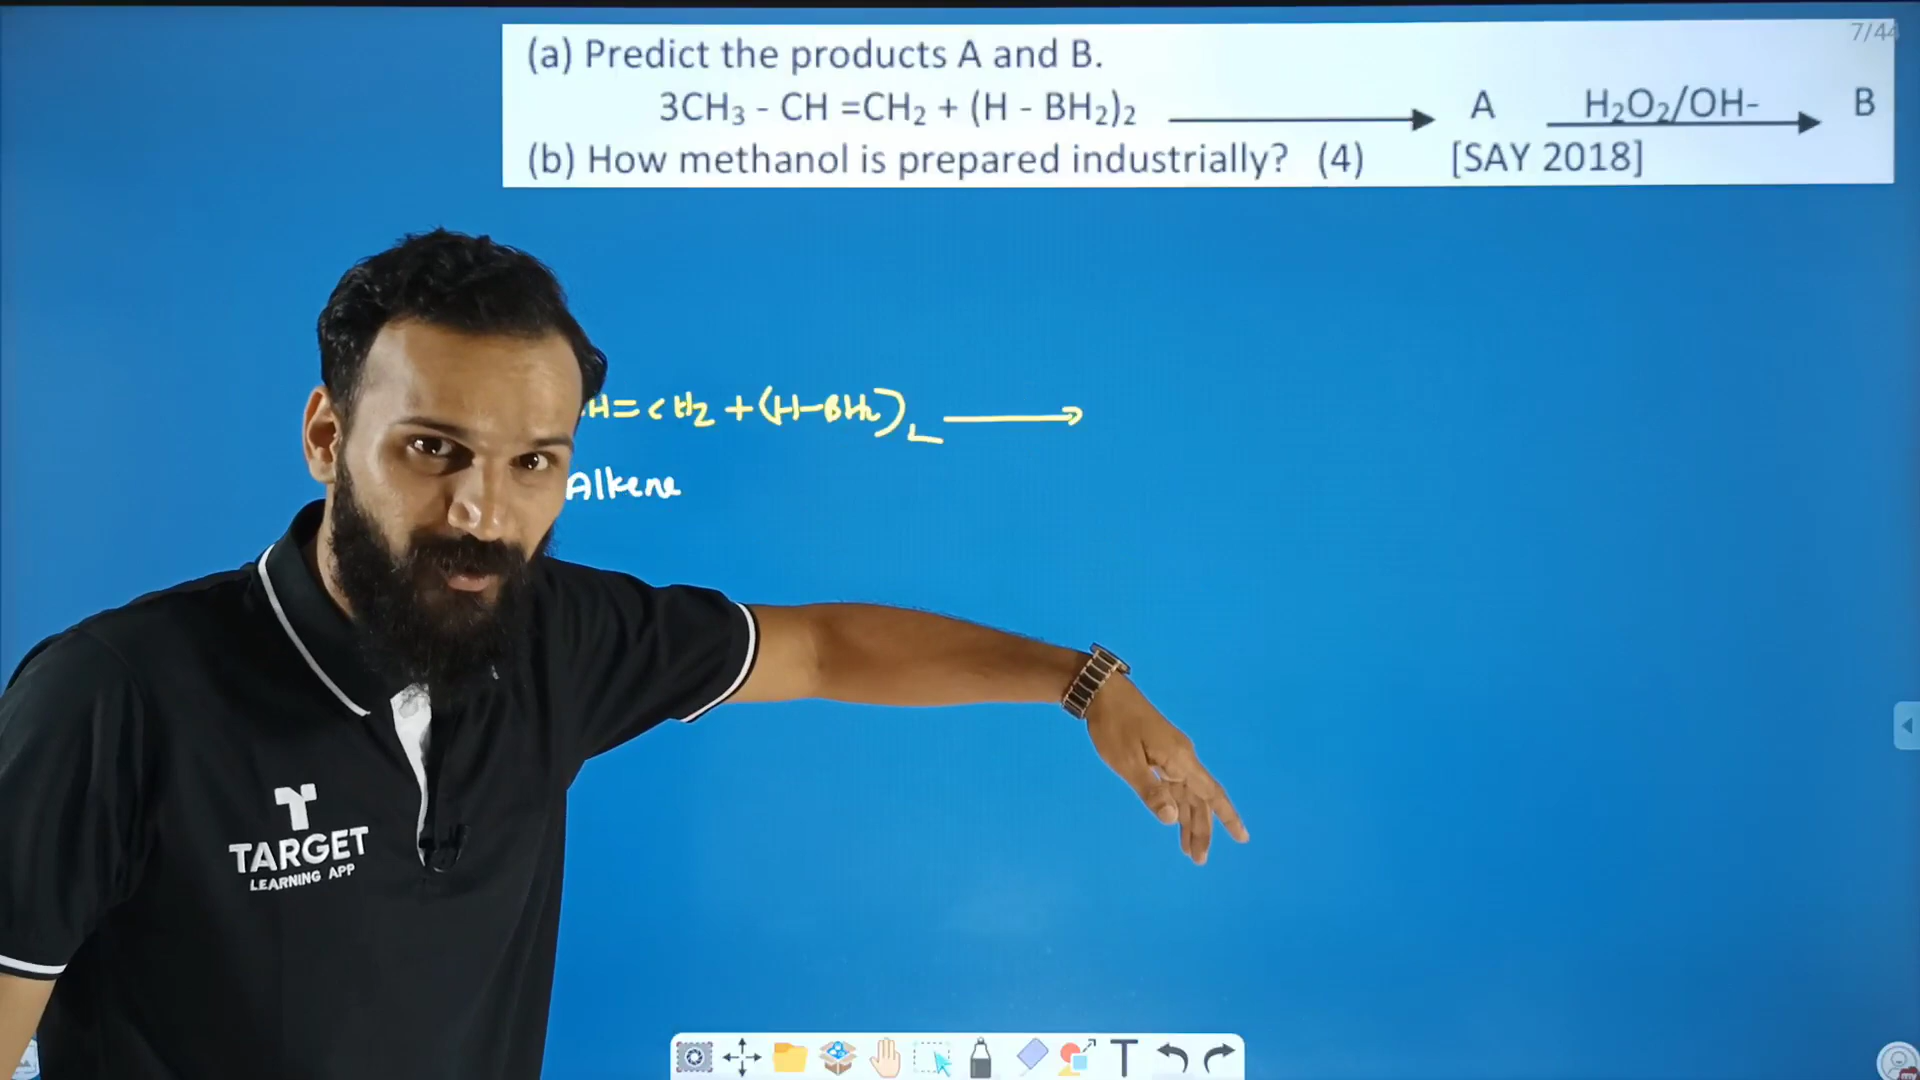 7/44
(a) Predict the products A and B.
3CH₃ - CH =CH₂ + (H - BH₂)₂ ⟶ A H₂O₂/OH- ⟶ B
(b) How methanol is prepared industrially? (4) [SAY 2018]
H=CH₂ + (H-BH₂)₂ ⟶
Alkene
TARGET
LEARNING APP
T